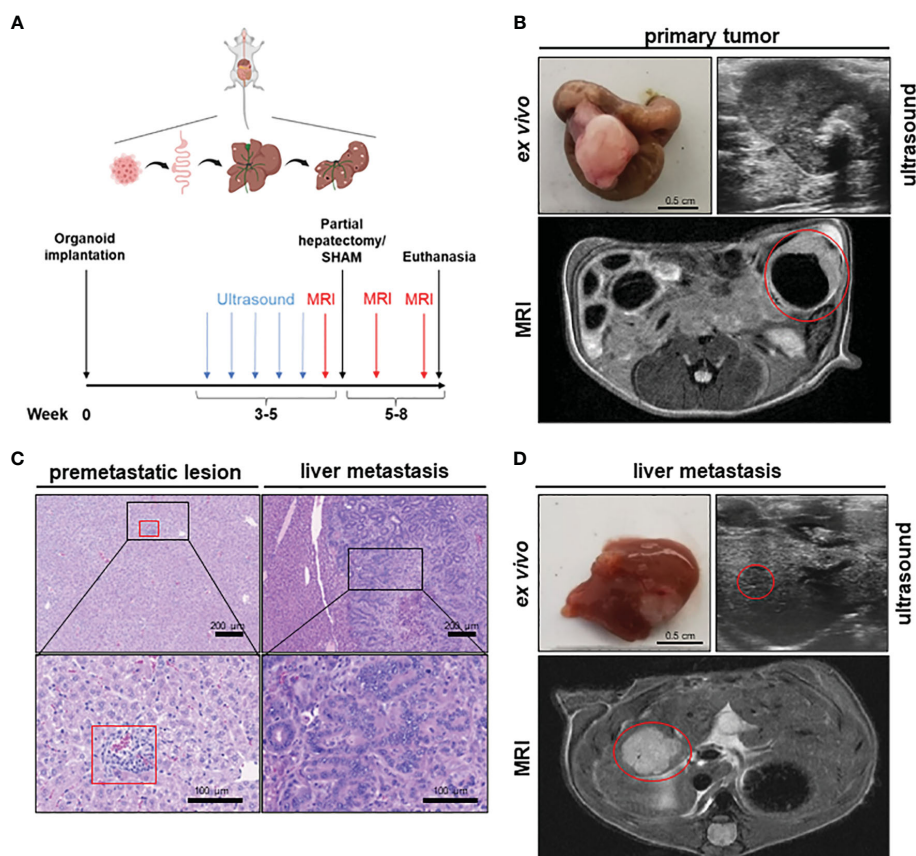 A
Organoid
implantation
Partial
hepatectomy/
SHAM
Euthanasia
Ultrasound
MRI
MRI
MRI
Week
0
3-5
5-8
B
primary tumor
ex vivo
0.5 cm
ultrasound
MRI
C
premetastatic lesion
liver metastasis
200 µm
200 µm
100 µm
100 µm
D
liver metastasis
ex vivo
0.5 cm
ultrasound
MRI